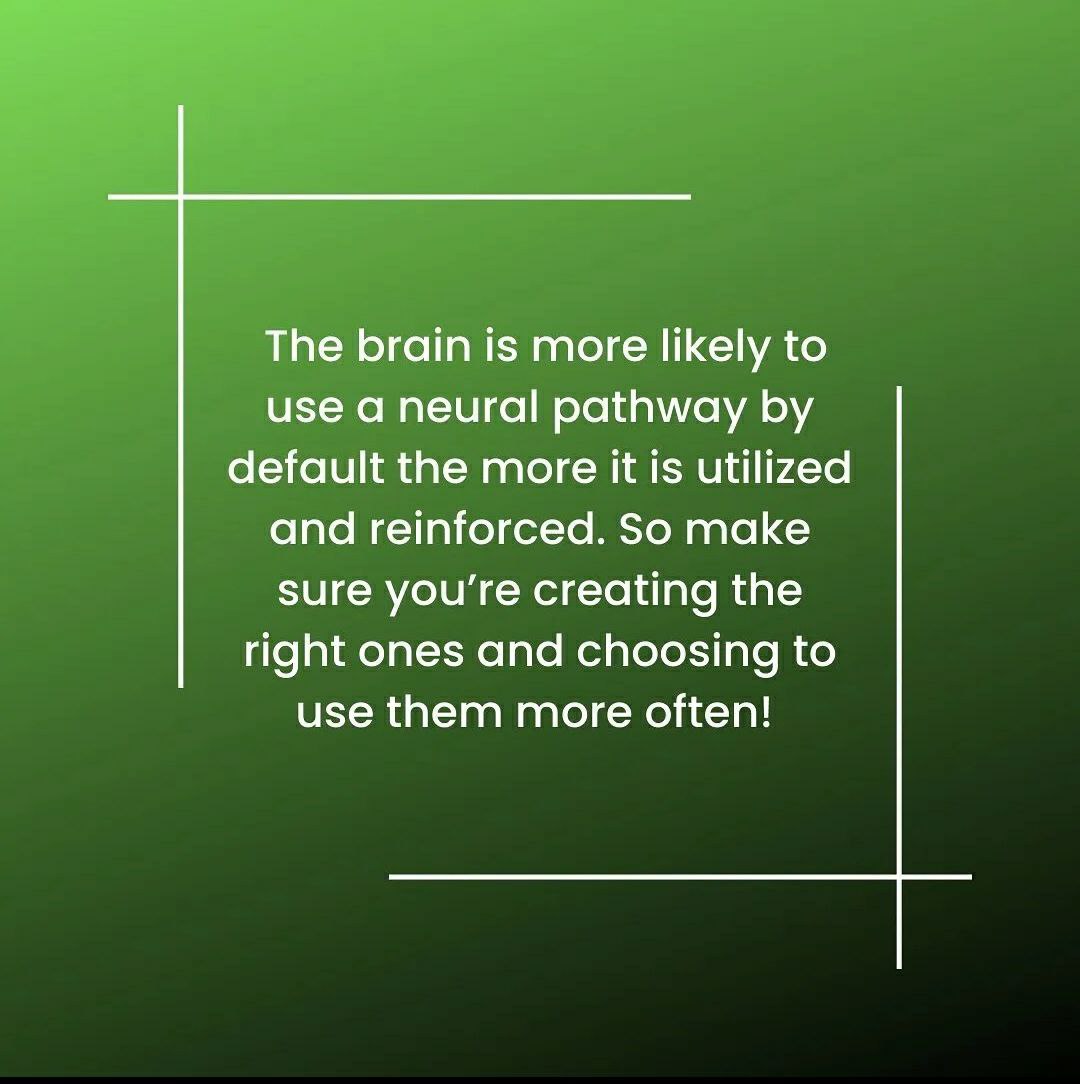 The brain is more likely to
use a neural pathway by
default the more it is utilized
and reinforced. So make
sure you’re creating the
right ones and choosing to
use them more often!